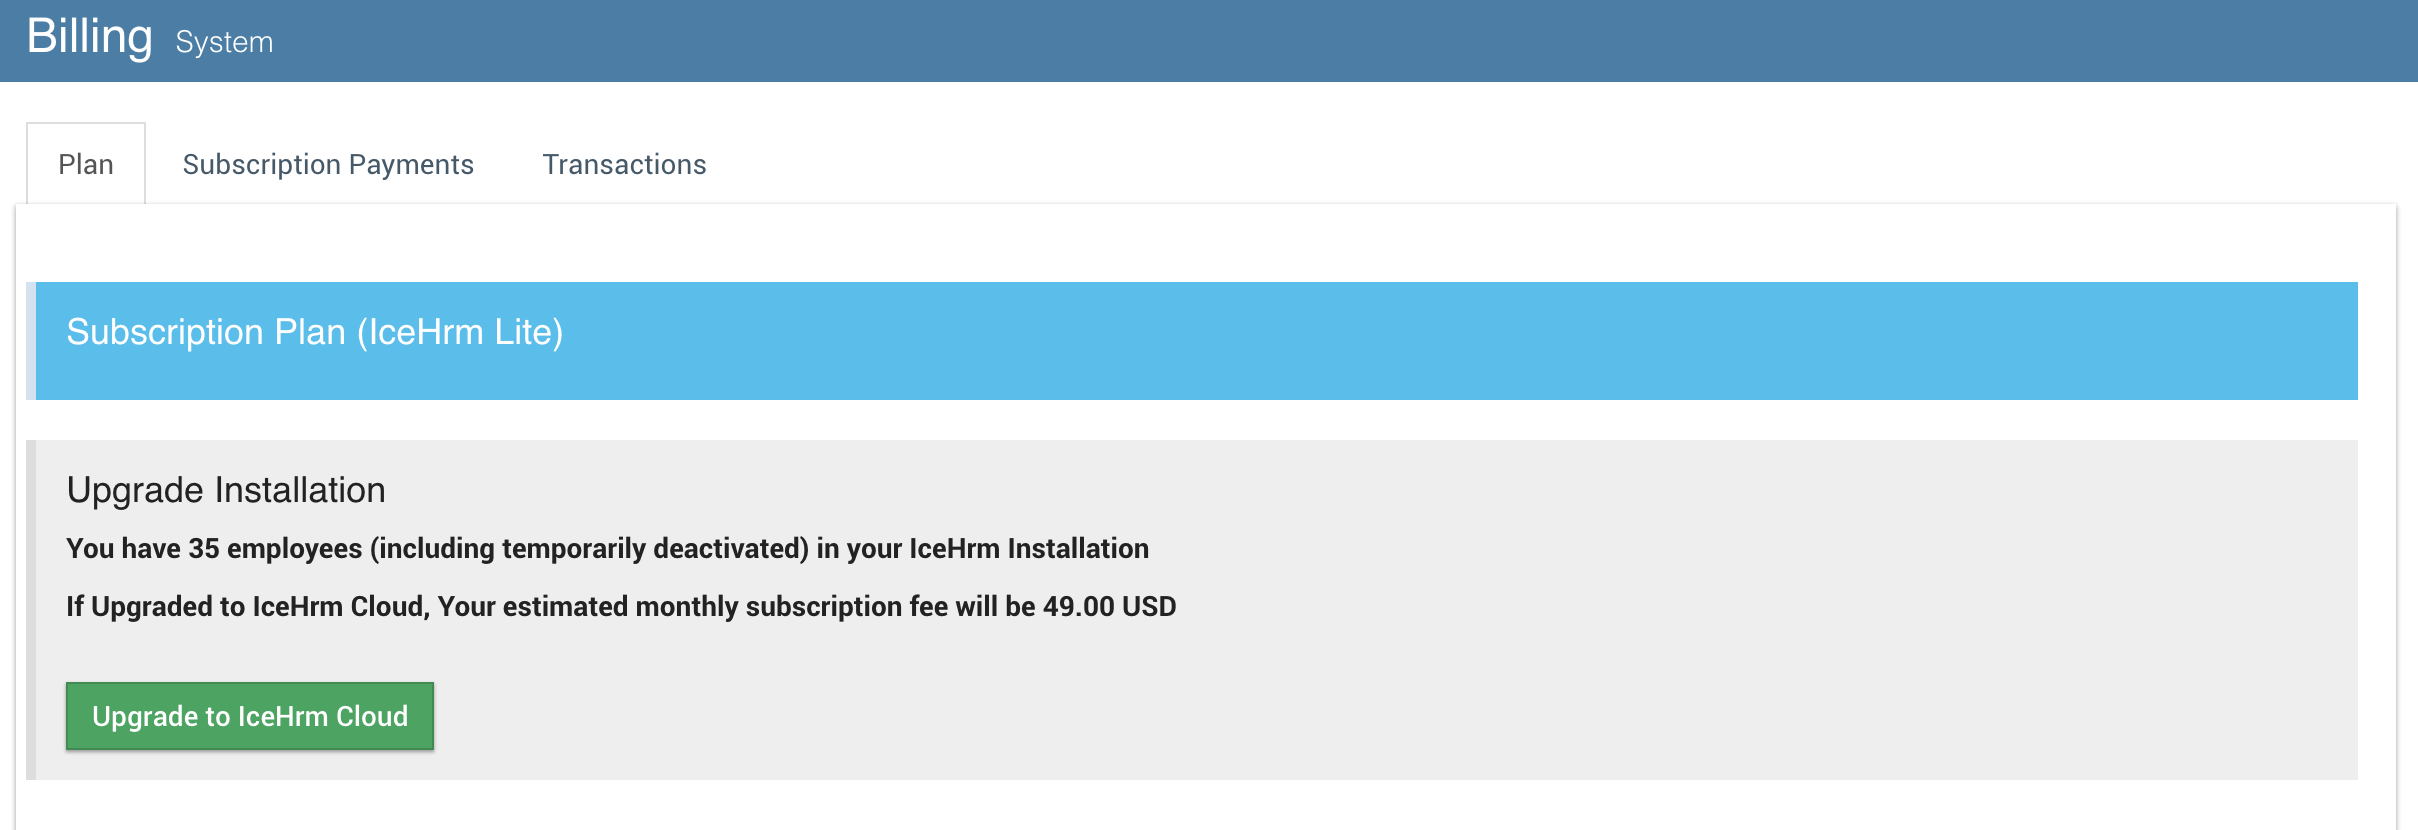 Billing System
Plan Subscription Payments Transactions
Subscription Plan (IceHrm Lite)
Upgrade Installation
You have 35 employees (including temporarily deactivated) in your IceHrm Installation
If Upgraded to IceHrm Cloud, Your estimated monthly subscription fee will be 49.00 USD
Upgrade to IceHrm Cloud